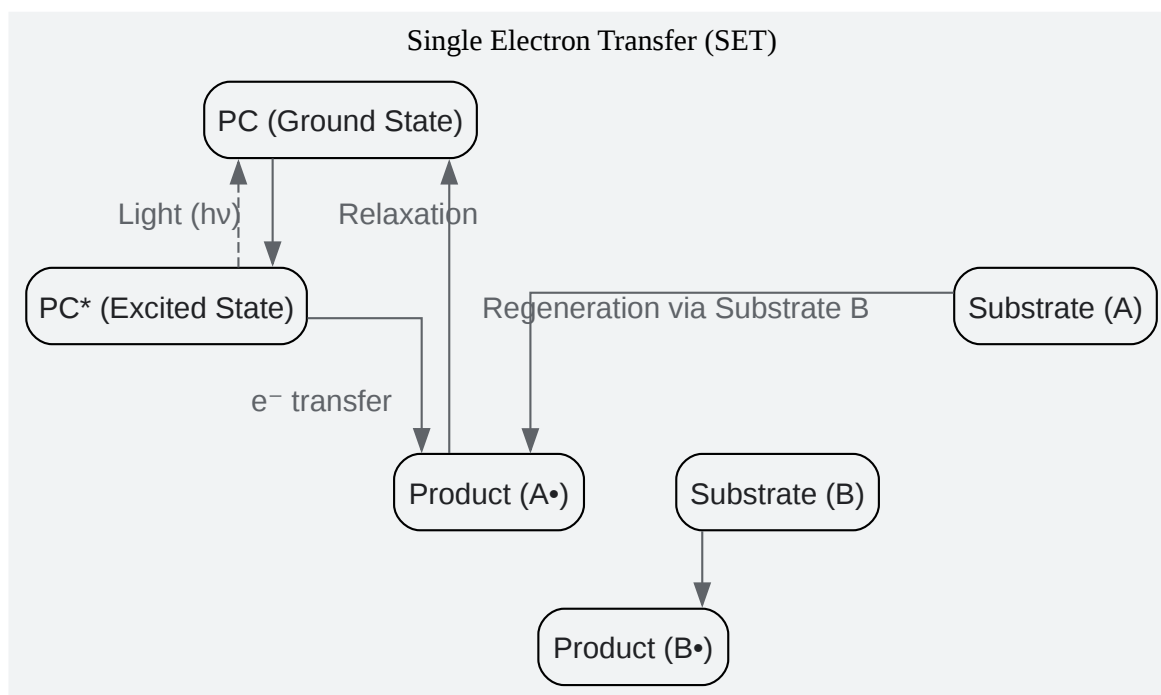 Single Electron Transfer (SET)
PC (Ground State)
Light (hν)
Relaxation
PC* (Excited State)
Regeneration via Substrate B
Substrate (A)
e⁻ transfer
Product (A•)
Substrate (B)
Product (B•)